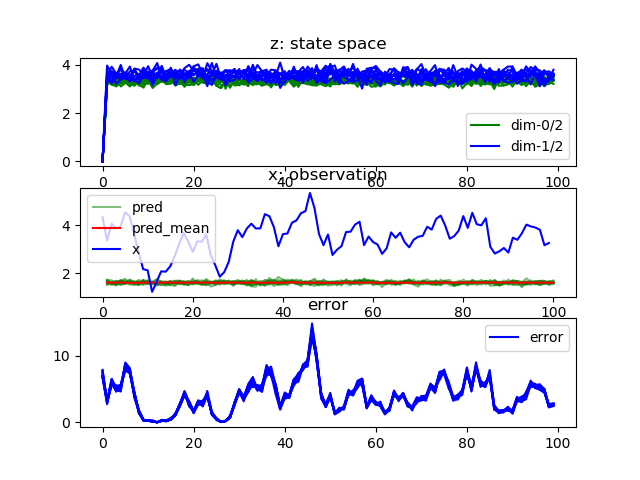 z: state space
4
2
0
dim-0/2
dim-1/2
0 20 40 60 80 100
x: observation
4
2
pred
pred_mean
x
0 20 40 60 80 100
error
10
0
error
0 20 40 60 80 100